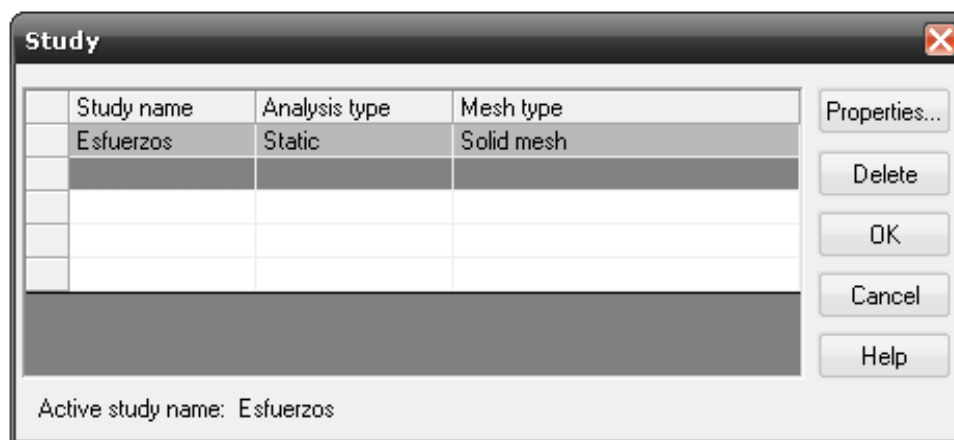 Study
Study name Analysis type Mesh type
Esfuerzos Static Solid mesh
Properties...
Delete
OK
Cancel
Help
Active study name: Esfuerzos